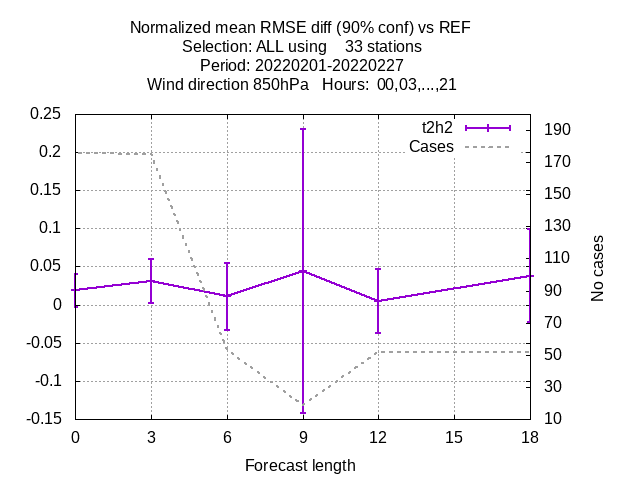 Normalized mean RMSE diff (90% conf) vs REF
Selection: ALL using    33 stations
Period: 20220201-20220227
Wind direction 850hPa   Hours:  00,03,...,21
t2h2
Cases
0.25
0.2
0.15
0.1
0.05
0
-0.05
-0.1
-0.15
190
170
150
130
110
90
70
50
30
10
No cases
0 3 6 9 12 15 18
Forecast length